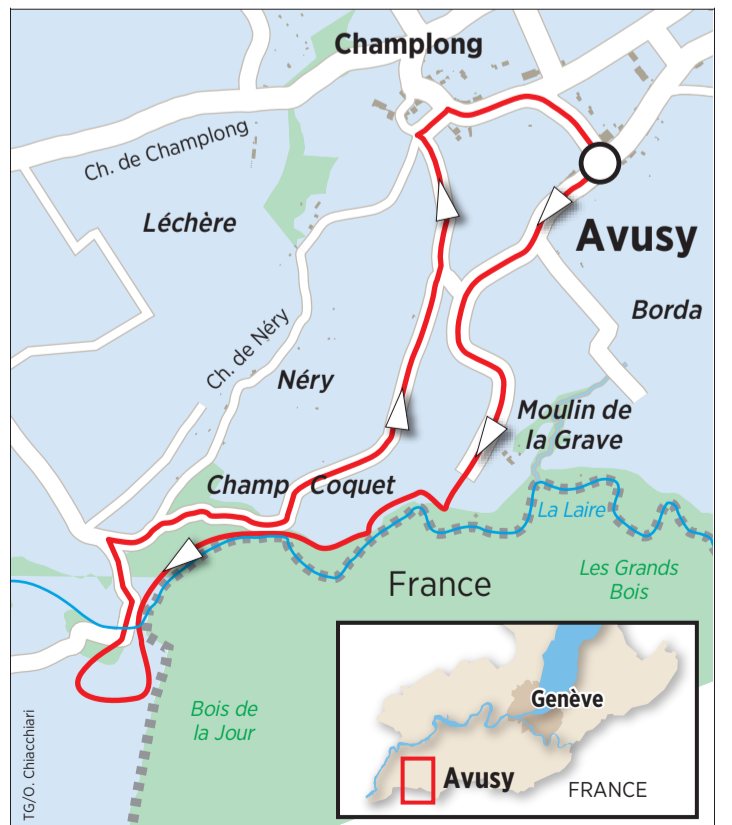 Champlong
Ch. de Champlong
Léchère
Avusy
Borda
Ch. de Néry
Néry
Moulin de
la Grave
Champ Coquet
La Laire
France
Les Grands
Bois
Bois de
la Jour
Genève
Avusy
FRANCE
TG/O. Chiacchiari